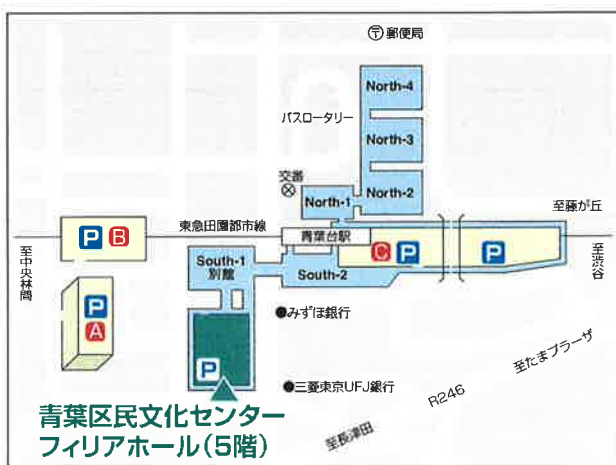 〒郵便局
North-4
バスロータリー
North-3
交番
North-1
North-2
至藤が丘
東急田園都市線
青葉台駅
P B
C P
P
至中央林間
South-1
別館
South-2
至渋谷
P
A
●みずほ銀行
P
至たまプラーザ
●三菱東京UFJ銀行
R246
青葉区民文化センター
フィリアホール(5階)
至長津田